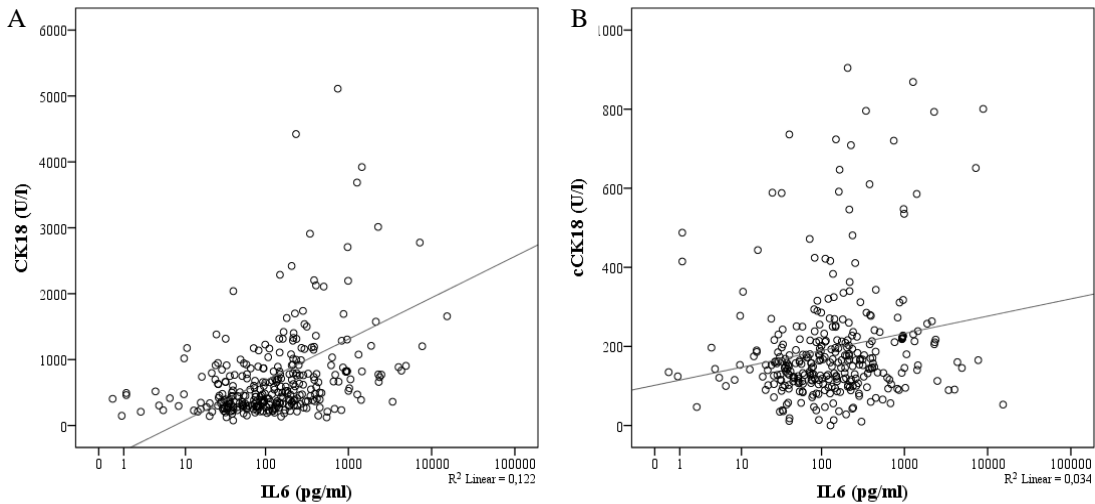 A
6000
5000
4000
3000
2000
1000
0
CK18 (U/l)
0 1 10 100 1000 10000 100000
IL6 (pg/ml)
R² Linear = 0,122
B
1000
800
600
400
200
0
cCK18 (U/l)
0 1 10 100 1000 10000 100000
IL6 (pg/ml)
R² Linear = 0,034